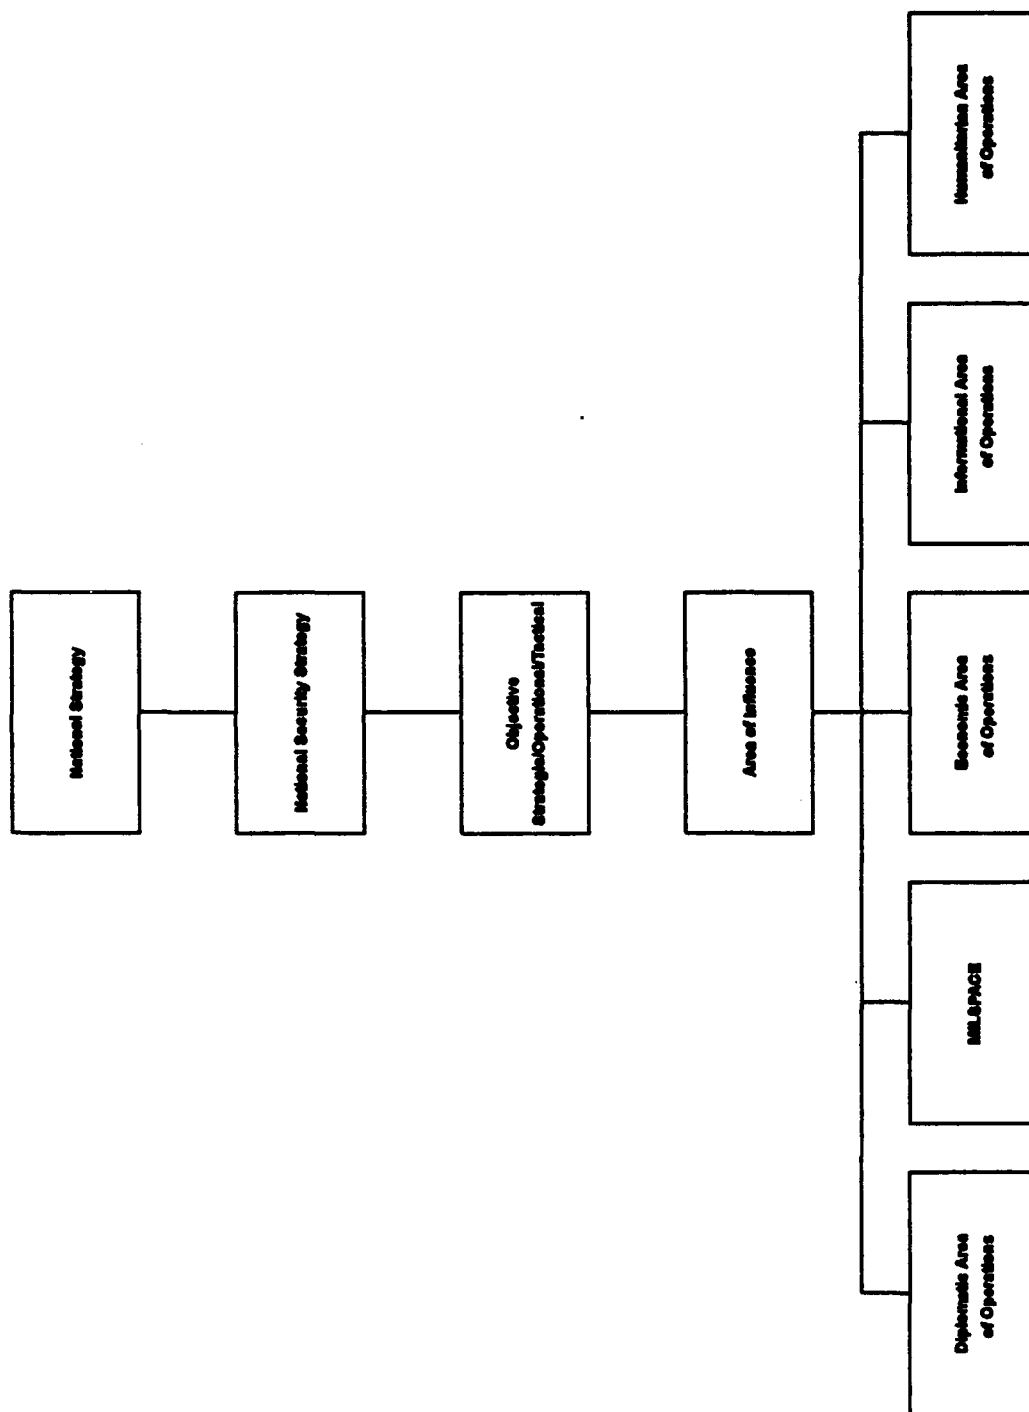 National Strategy
National Security Strategy
Objective
Strategic/Operational/Tactical
Area of Influence
Diplomatic Area
of Operations
MILSPACE
Economic Area
of Operations
Informational Area
of Operations
Humanitarian Area
of Operations